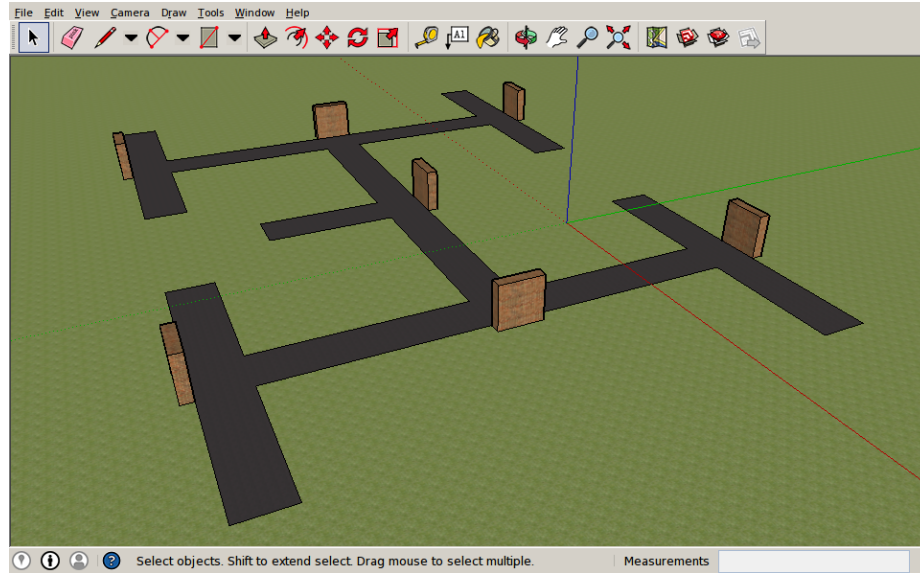 File Edit View Camera Draw Tools Window Help
A1
Select objects. Shift to extend select. Drag mouse to select multiple. Measurements